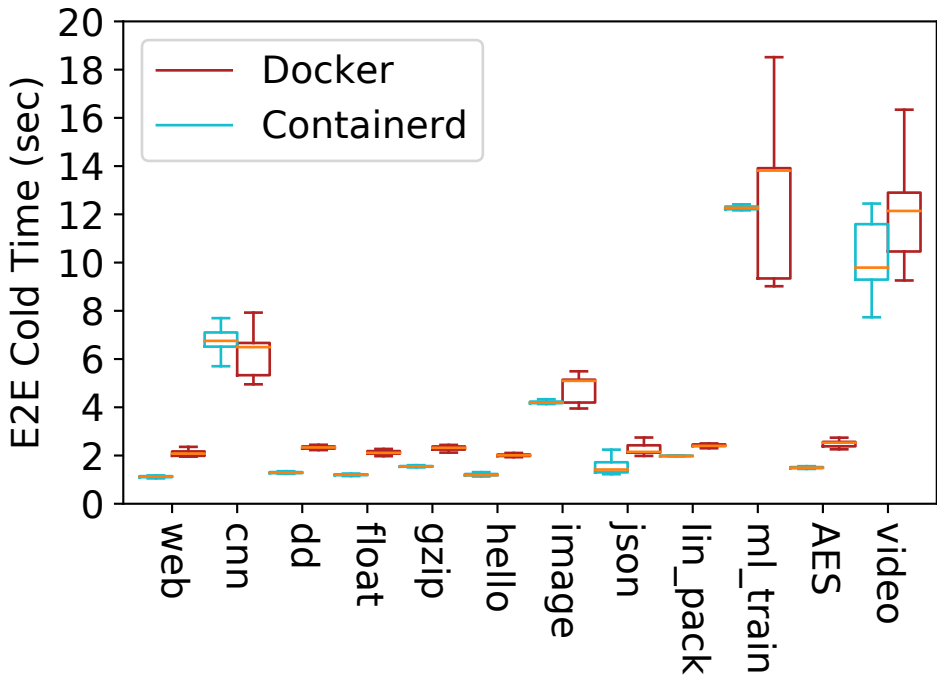 E2E Cold Time (sec)
20
18
16
14
12
10
8
6
4
2
0
Docker
Containerd
web
cnn
dd
float
gzip
hello
image
json
lin_pack
ml_train
AES
video